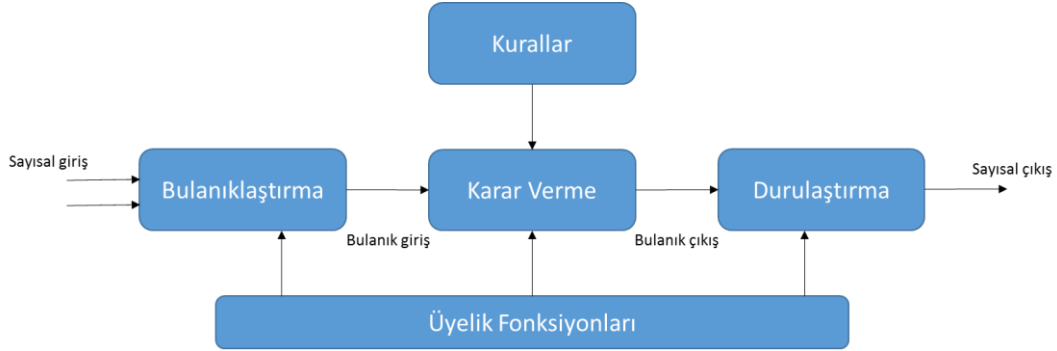 Kurallar
Sayısal giriş
Bulanıklaştırma
Karar Verme
Durulaştırma
Sayısal çıkış
Bulanık giriş
Bulanık çıkış
Üyelik Fonksiyonları